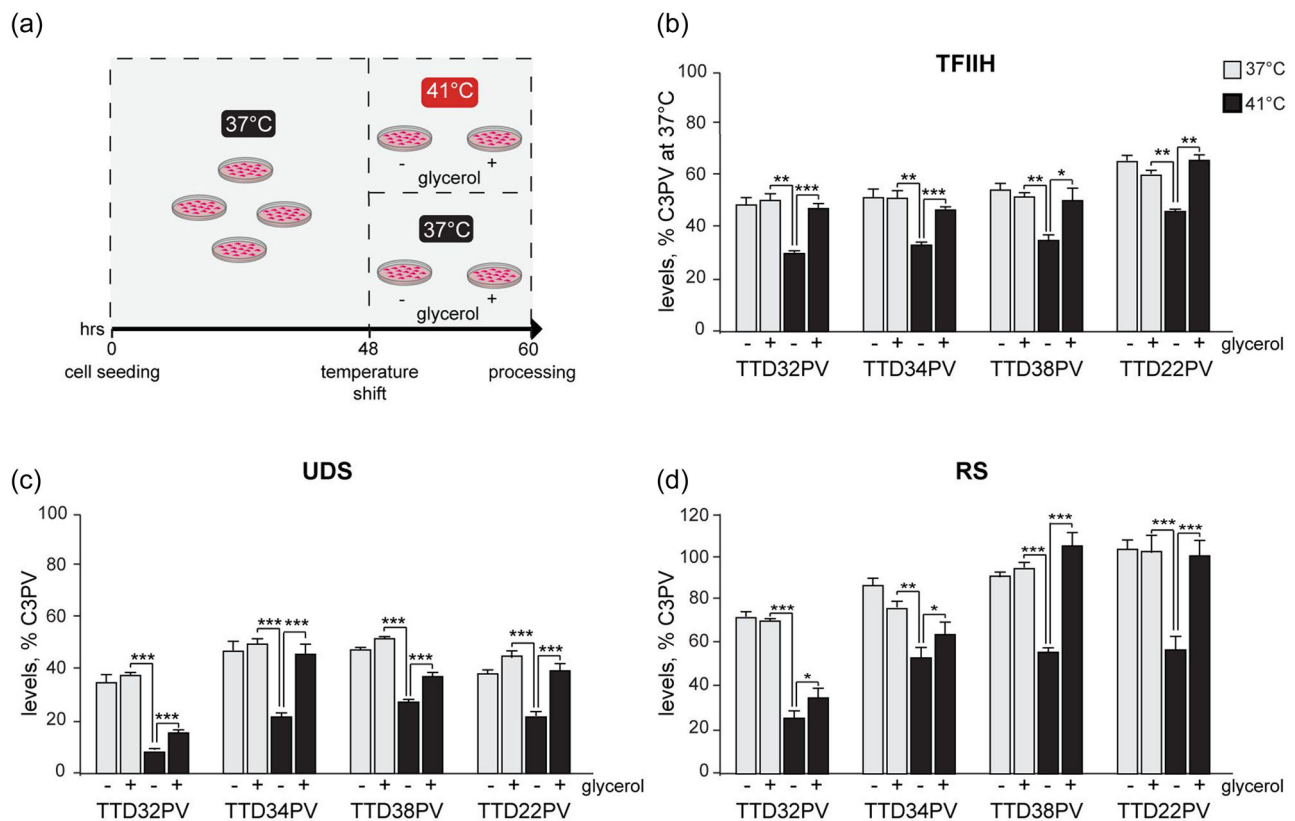 (a)
37°C
41°C
- +
glycerol
37°C
- +
glycerol
hrs
0 48 60
cell seeding temperature shift processing
(b)
TFIIH
37°C
41°C
levels, % C3PV at 37°C
100
80
60
40
20
0
** *** ** *** ** * ** **
- + - + - + - + - + - + - + - + glycerol
TTD32PV TTD34PV TTD38PV TTD22PV
(c)
UDS
levels, % C3PV
100
80
60
40
20
0
*** *** *** *** *** *** *** ***
- + - + - + - + - + - + - + - + glycerol
TTD32PV TTD34PV TTD38PV TTD22PV
(d)
RS
levels, % C3PV
120
100
80
60
40
20
0
*** * ** * *** *** *** ***
- + - + - + - + - + - + - + - + glycerol
TTD32PV TTD34PV TTD38PV TTD22PV